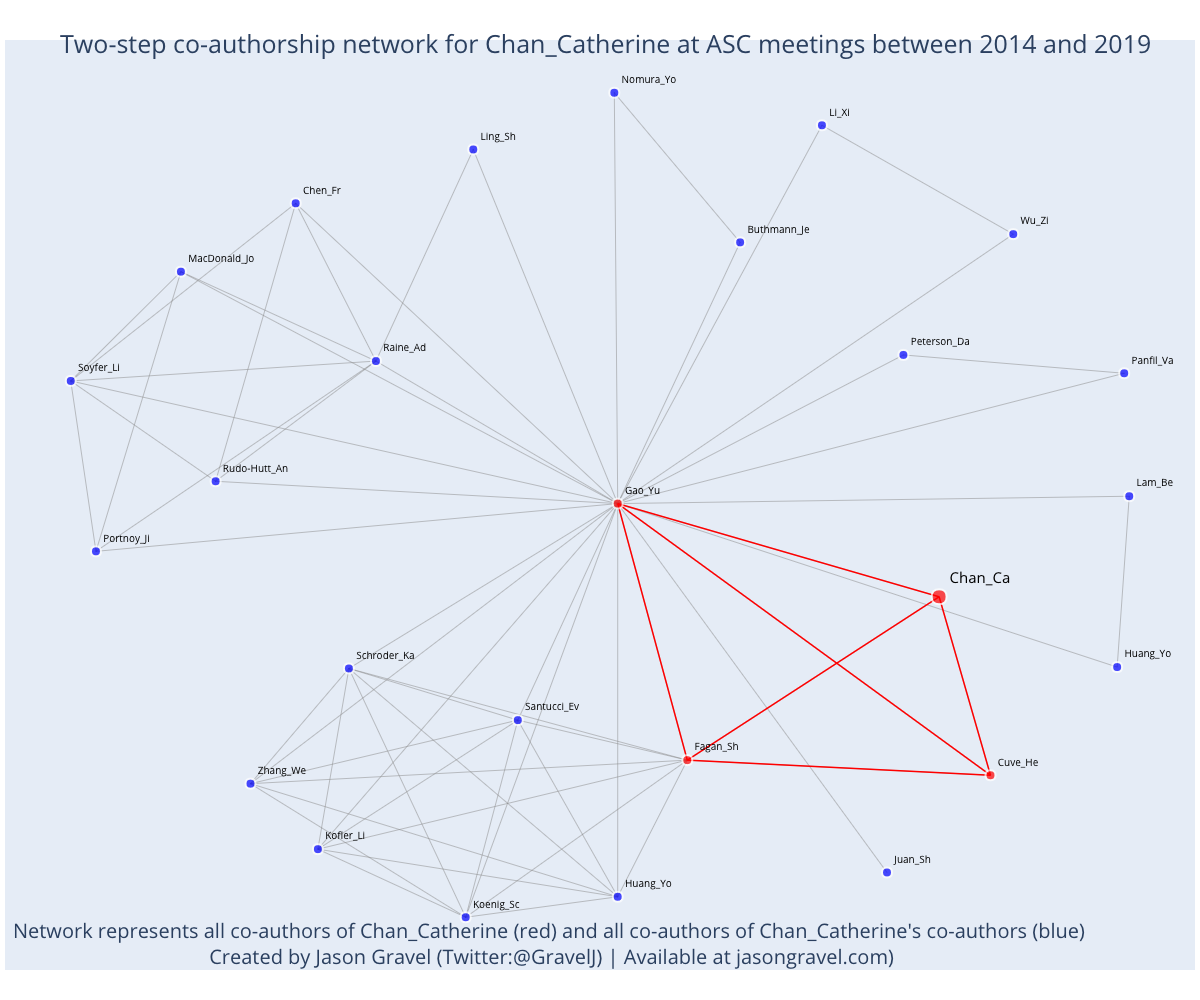 Two-step co-authorship network for Chan_Catherine at ASC meetings between 2014 and 2019
Nomura_Yo
Li_Xi
Ling_Sh
Chen_Fr
Wu_Zi
Buthmann_Je
MacDonald_Jo
Peterson_Da
Raine_Ad
Panfil_Va
Soyfer_Li
Rudo-Hutt_An
Lam_Be
Gao_Yu
Portnoy_Ji
Chan_Ca
Schroder_Ka
Huang_Yo
Santucci_Ev
Fagan_Sh
Cuve_He
Zhang_We
Kofler_Li
Juan_Sh
Huang_Yo
Koenig_Sc
Network represents all co-authors of Chan_Catherine (red) and all co-authors of Chan_Catherine's co-authors (blue)
Created by Jason Gravel (Twitter:@GravelJ) | Available at jasongravel.com)